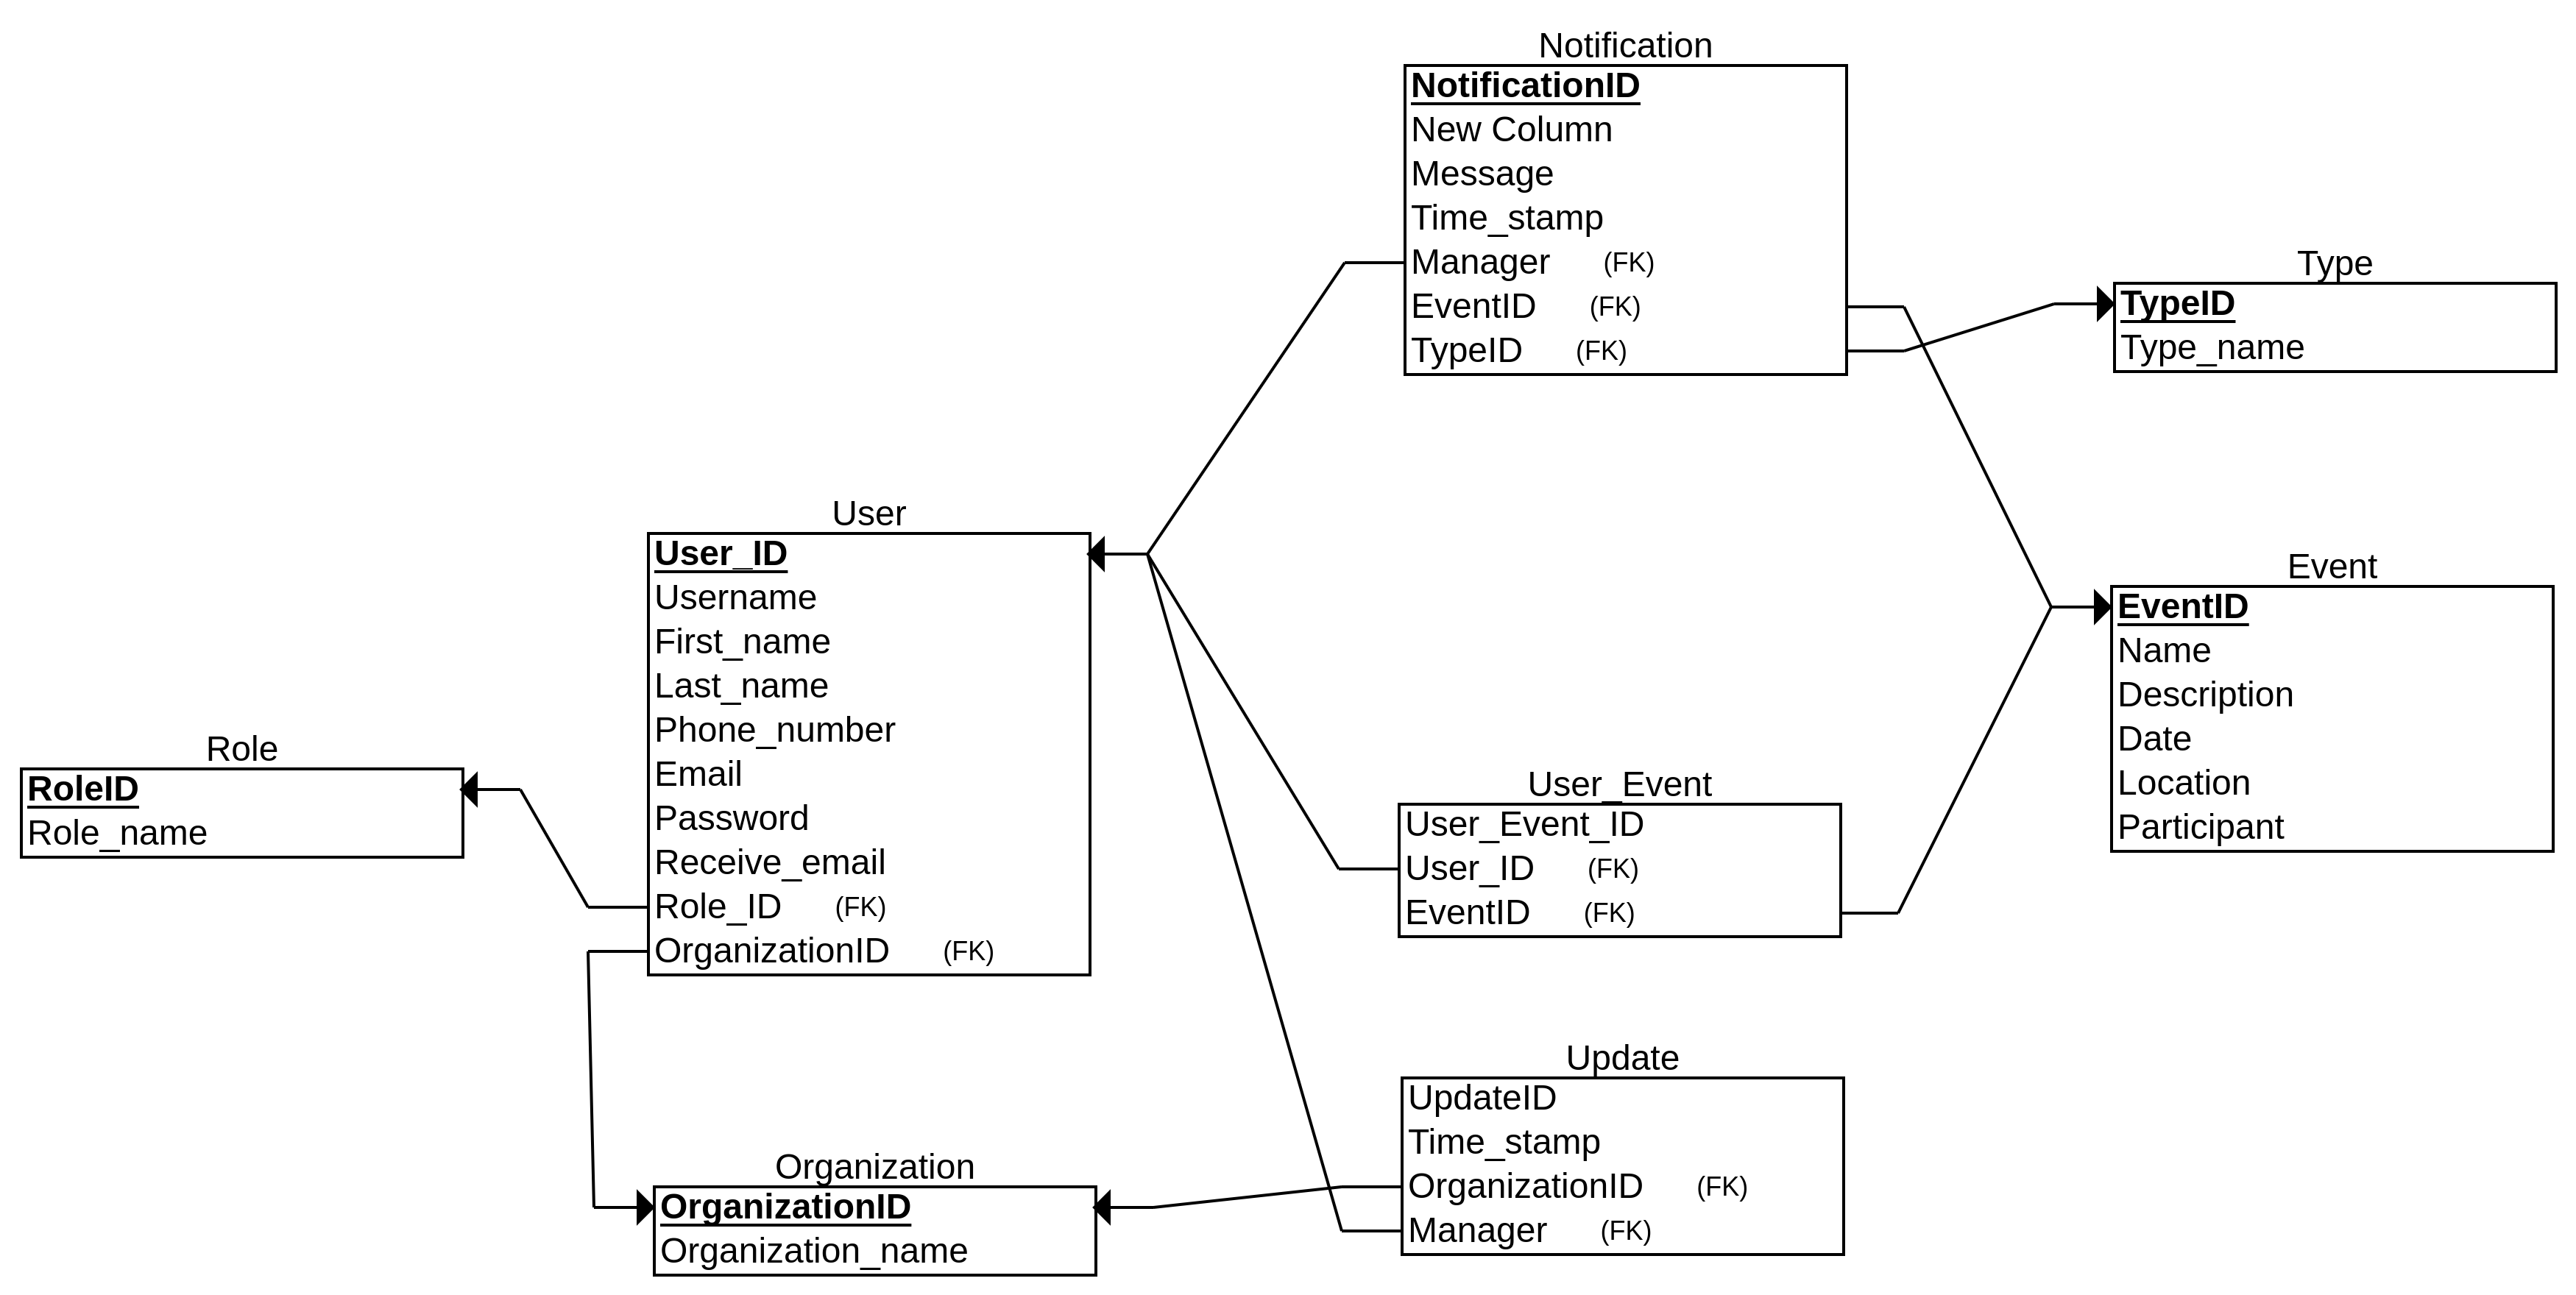 Notification
NotificationID
New Column
Message
Time_stamp
Manager (FK)
EventID (FK)
TypeID (FK)
Type
TypeID
Type_name
User
User_ID
Username
First_name
Last_name
Phone_number
Email
Password
Receive_email
Role_ID (FK)
OrganizationID (FK)
Event
EventID
Name
Description
Date
Location
Participant
Role
RoleID
Role_name
User_Event
User_Event_ID
User_ID (FK)
EventID (FK)
Update
UpdateID
Time_stamp
OrganizationID (FK)
Manager (FK)
Organization
OrganizationID
Organization_name